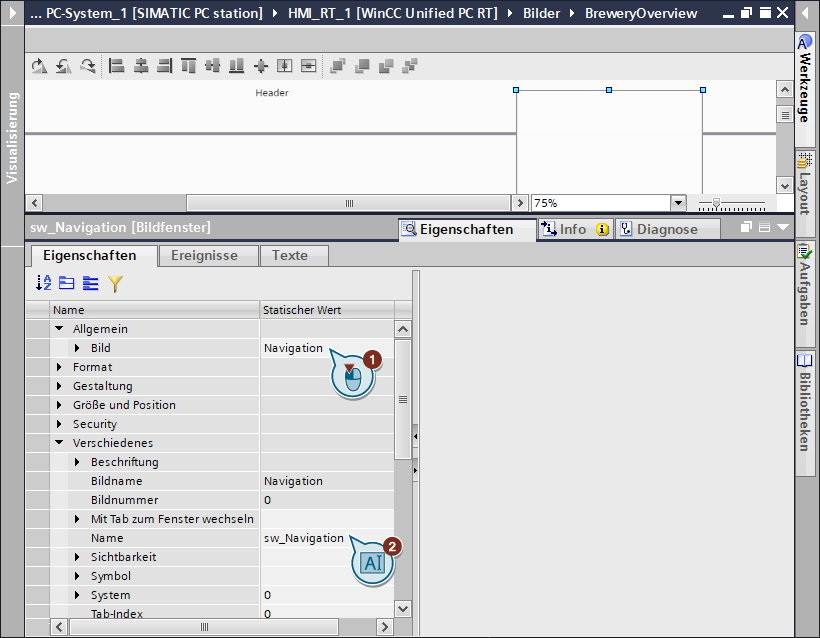 ... PC-System_1 [SIMATIC PC station] HMI_RT_1 [WinCC Unified PC RT] Bilder BreweryOverview
Visualisierung
Header
75%
Werkzeuge
Layout
Aufgaben
Bibliotheken
sw_Navigation [Bildfenster]
Eigenschaften Info Diagnose
Eigenschaften Ereignisse Texte
Name Statischer Wert
Allgemein
Bild Navigation
1
Format
Gestaltung
Größe und Position
Security
Verschiedenes
Beschriftung
Bildname Navigation
Bildnummer 0
Mit Tab zum Fenster wechseln
Name sw_Navigation
2
AI
Sichtbarkeit
Symbol
System 0
Tab-Index 0